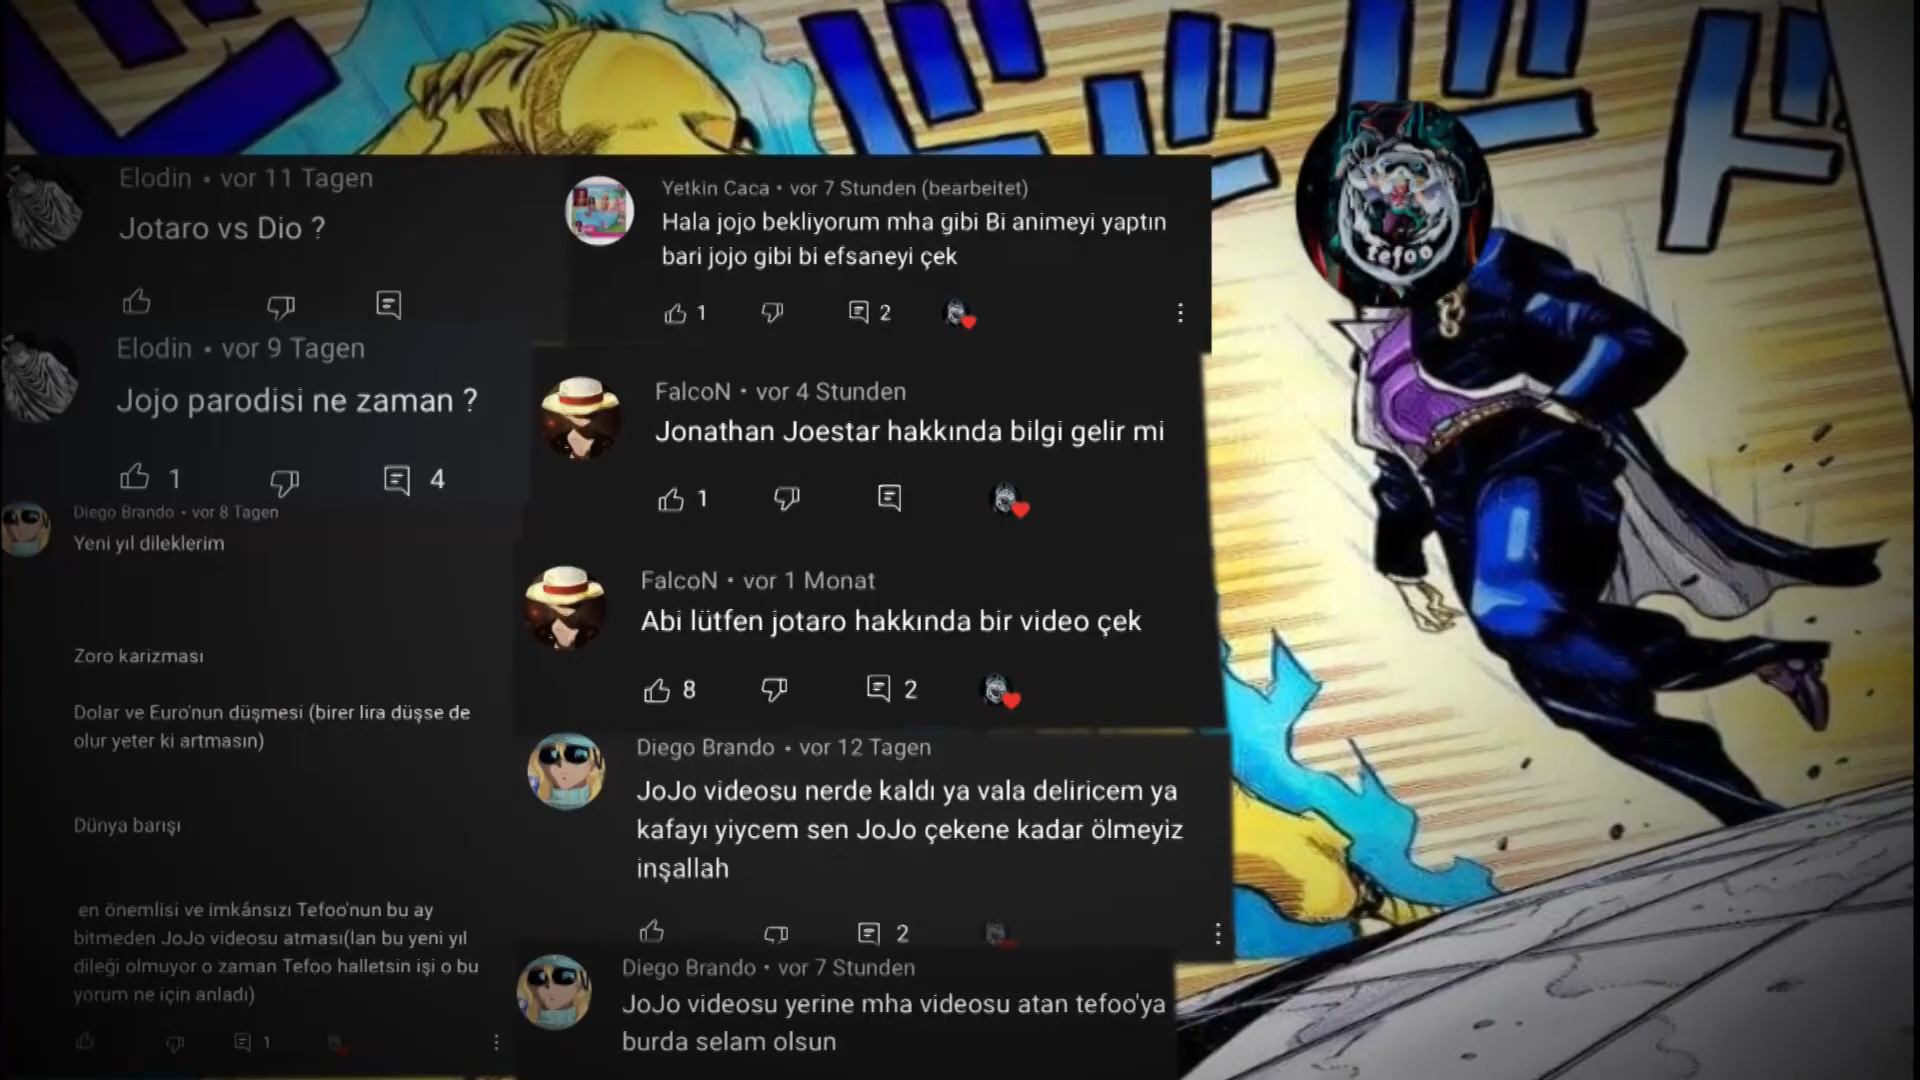 Elodin • vor 11 Tagen
Jotaro vs Dio ?
Elodin • vor 9 Tagen
Jojo parodisi ne zaman ?
1
4
Diego Brando • vor 8 Tagen
Yeni yıl dileklerim
Zoro karizması
Dolar ve Euro'nun düşmesi (birer lira düşse de
olur yeter ki artmasın)
Dünya barışı
en önemlisi ve imkânsızı Tefoo'nun bu ay
bitmeden JoJo videosu atması(lan bu yeni yıl
dileği olmuyor o zaman Tefoo halletsin işi o bu
yorum ne için anladı)
1
Yetkin Caca • vor 7 Stunden (bearbeitet)
Hala jojo bekliyorum mha gibi Bi animeyi yaptın
bari jojo gibi bi efsaneyi çek
1
2
FalcoN • vor 4 Stunden
Jonathan Joestar hakkında bilgi gelir mi
1
FalcoN • vor 1 Monat
Abi lütfen jotaro hakkında bir video çek
8
2
Diego Brando • vor 12 Tagen
JoJo videosu nerde kaldı ya vala deliricem ya
kafayı yiycem sen JoJo çekene kadar ölmeyiz
inşallah
2
Diego Brando • vor 7 Stunden
JoJo videosu yerine mha videosu atan tefoo'ya
burda selam olsun
Tefoo
ドドドド